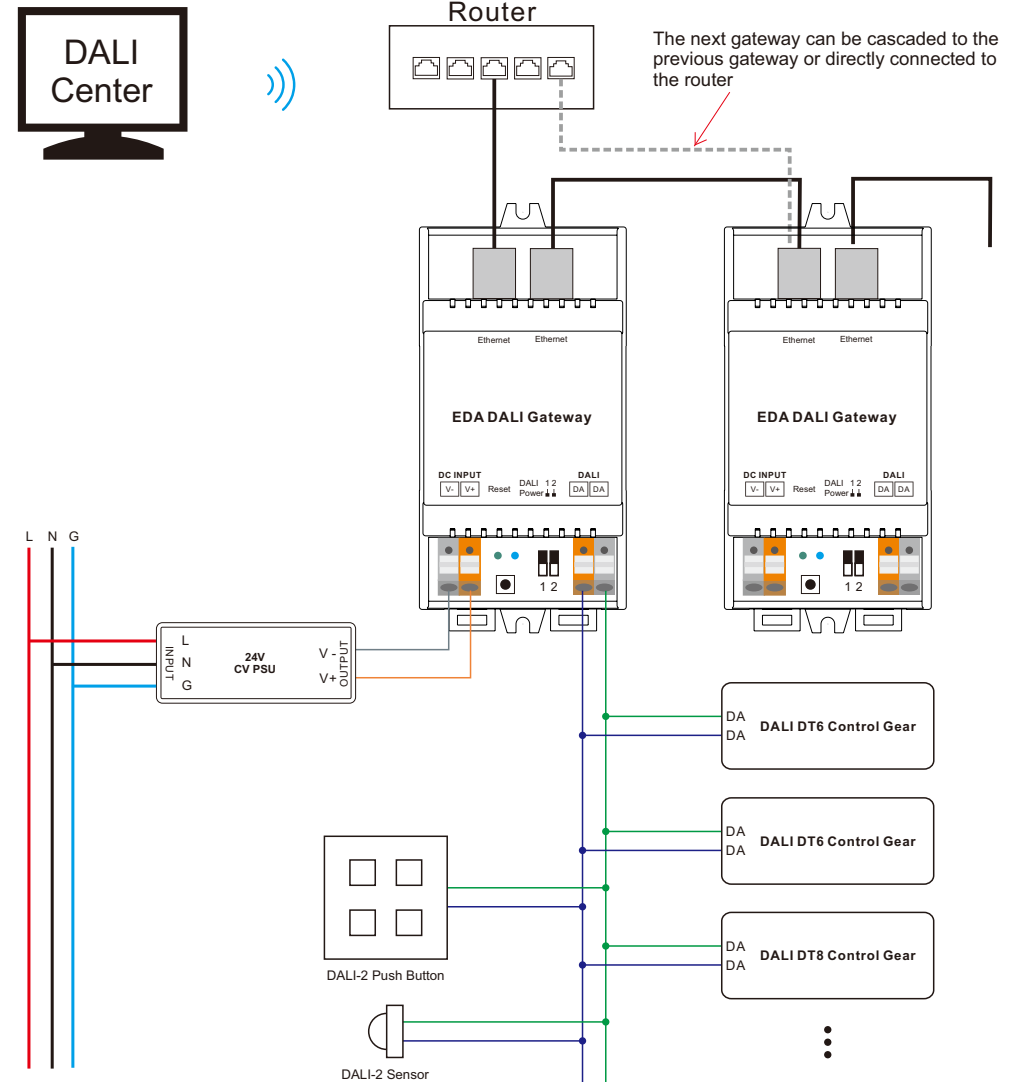 Router
DALI
Center
The next gateway can be cascaded to the
previous gateway or directly connected to
the router
Ethernet Ethernet
EDA DALI Gateway
DC INPUT
V- V+
Reset
DALI 1 2
Power
DALI
DA DA
1 2
Ethernet Ethernet
EDA DALI Gateway
DC INPUT
V- V+
Reset
DALI 1 2
Power
DALI
DA DA
1 2
L N G
INPUT
L
N
G
24V
CV PSU
V -
V+
OUTPUT
DA
DA
DALI DT6 Control Gear
DA
DA
DALI DT6 Control Gear
DALI-2 Push Button
DA
DA
DALI DT8 Control Gear
DALI-2 Sensor